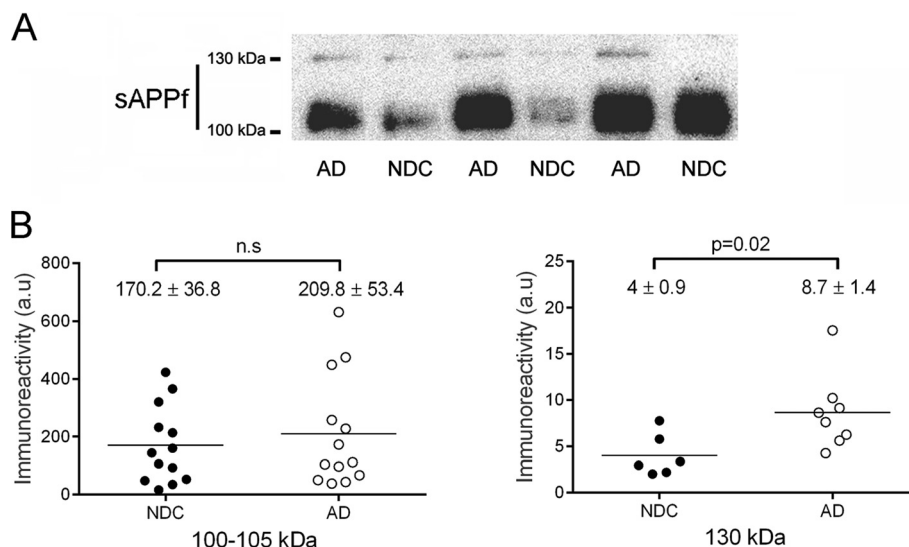 A
sAPPf
130 kDa
100 kDa
AD NDC AD NDC AD NDC
B
Immunoreactivity (a.u)
800
600
400
200
0
n.s
170.2 ± 36.8 209.8 ± 53.4
NDC AD
100-105 kDa
Immunoreactivity (a.u)
25
20
15
10
5
0
p=0.02
4 ± 0.9 8.7 ± 1.4
NDC AD
130 kDa